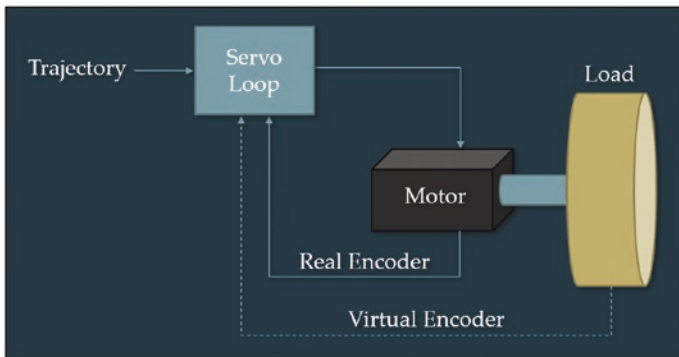 Servo
Loop
Trajectory
Load
Motor
Real Encoder
Virtual Encoder